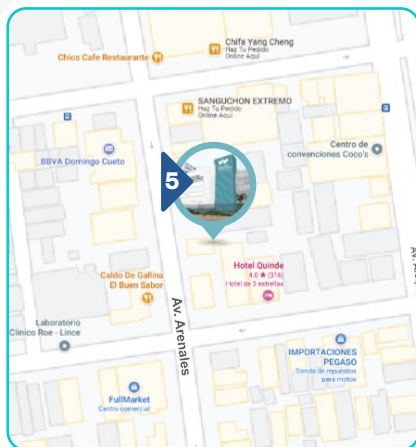 Chifa Yang Cheng
Haz Tu Pedido
Online Aquí
Chios Cafe Restaurante
SANGUCHON EXTREMO
Haz Tu Pedido
Online Aquí
Centro de
convenciones Coco's
BBVA Domingo Cueto
5
Hotel Quinde
4.0 ★ (316)
Hotel de 3 estrellas
Caldo De Gallina
El Buen Sabor
Av. Arenales
Laboratorio
Clínico Roe - Lince
IMPORTACIONES
PEGASO
Tienda de repuestos
para motos
FullMarket
Centro comercial